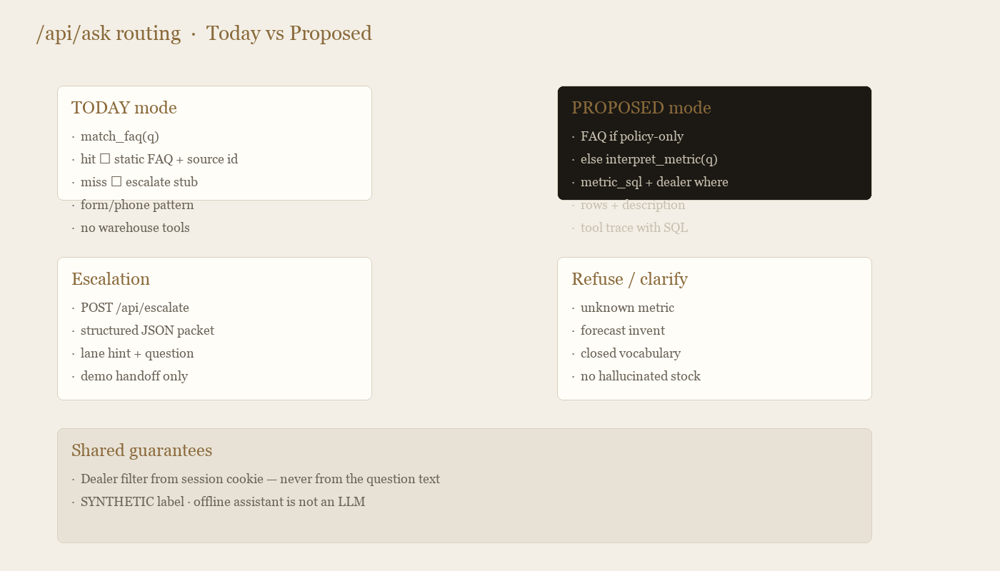 /api/ask routing · Today vs Proposed
TODAY mode
· match_faq(q)
· hit □ static FAQ + source id
· miss □ escalate stub
· form/phone pattern
· no warehouse tools
PROPOSED mode
· FAQ if policy-only
· else interpret_metric(q)
· metric_sql + dealer where
· rows + description
· tool trace with SQL
Escalation
· POST /api/escalate
· structured JSON packet
· lane hint + question
· demo handoff only
Refuse / clarify
· unknown metric
· forecast invent
· closed vocabulary
· no hallucinated stock
Shared guarantees
· Dealer filter from session cookie — never from the question text
· SYNTHETIC label · offline assistant is not an LLM